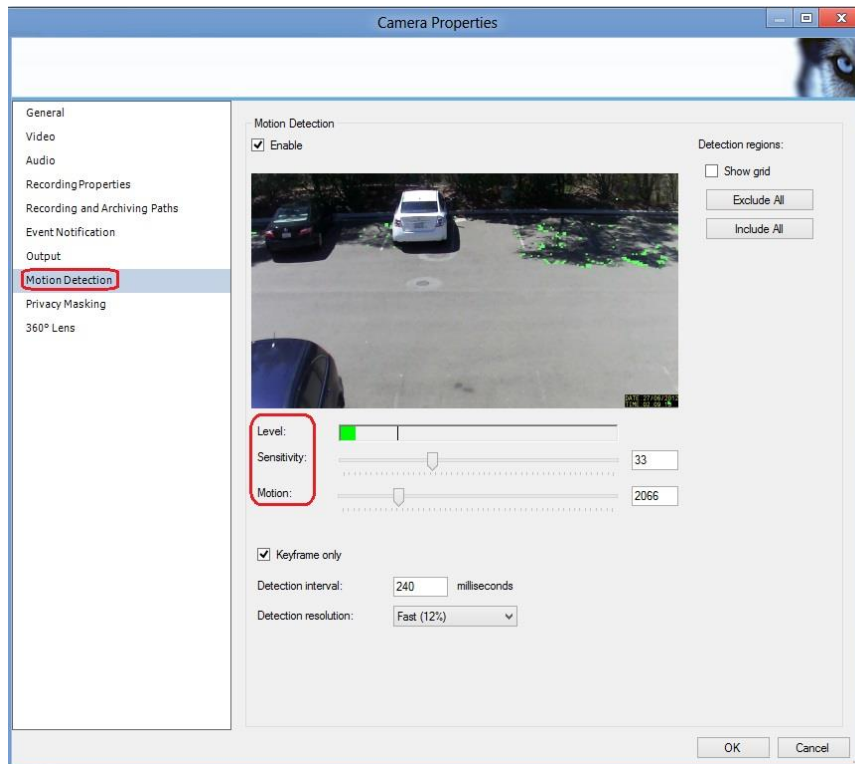 Camera Properties
General
Video
Audio
Recording Properties
Recording and Archiving Paths
Event Notification
Output
Motion Detection
Privacy Masking
360° Lens
Motion Detection
Enable
Detection regions:
Show grid
Exclude All
Include All
Level:
Sensitivity:
33
Motion:
2066
Keyframe only
Detection interval:
240
milliseconds
Detection resolution:
Fast (12%)
OK
Cancel